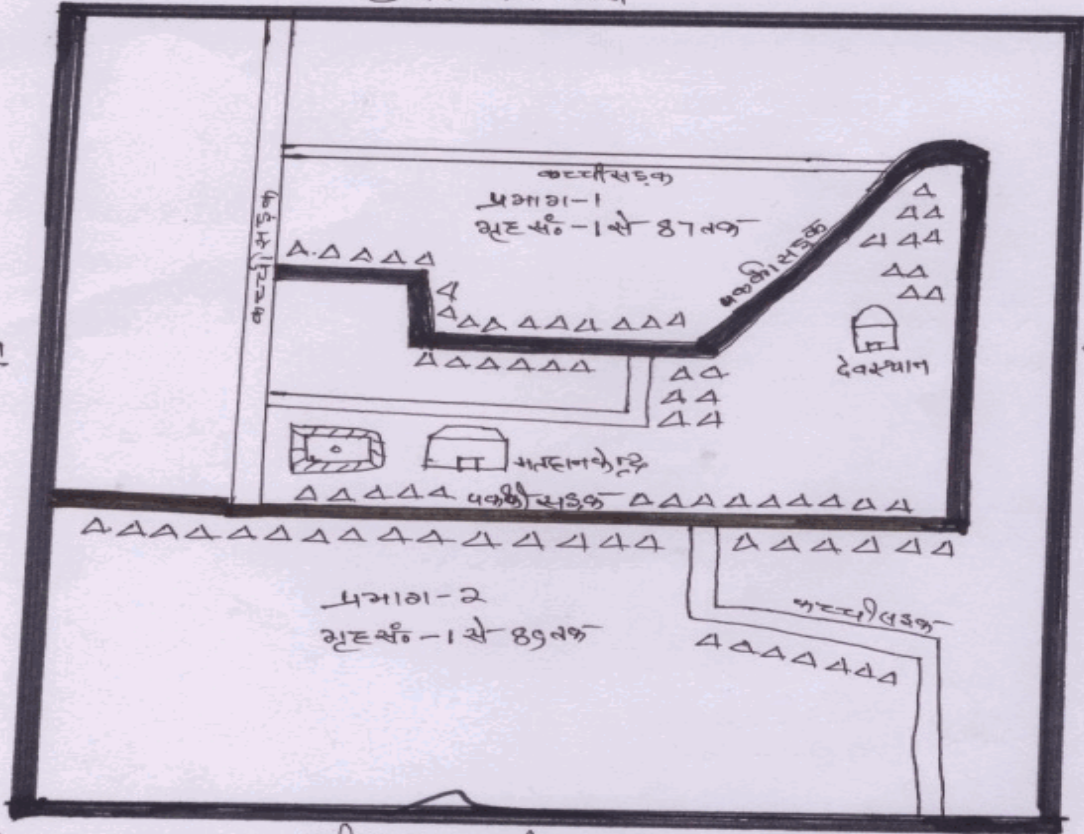 कच्ची सड़क
प्रभाग-1
गृह सं०-1 से 87 तक
कच्ची सड़क
पक्की सड़क
देवस्थान
मतदान केन्द्र
पक्की सड़क
प्रभाग-2
गृह सं०-1 से 89 तक
कच्ची सड़क